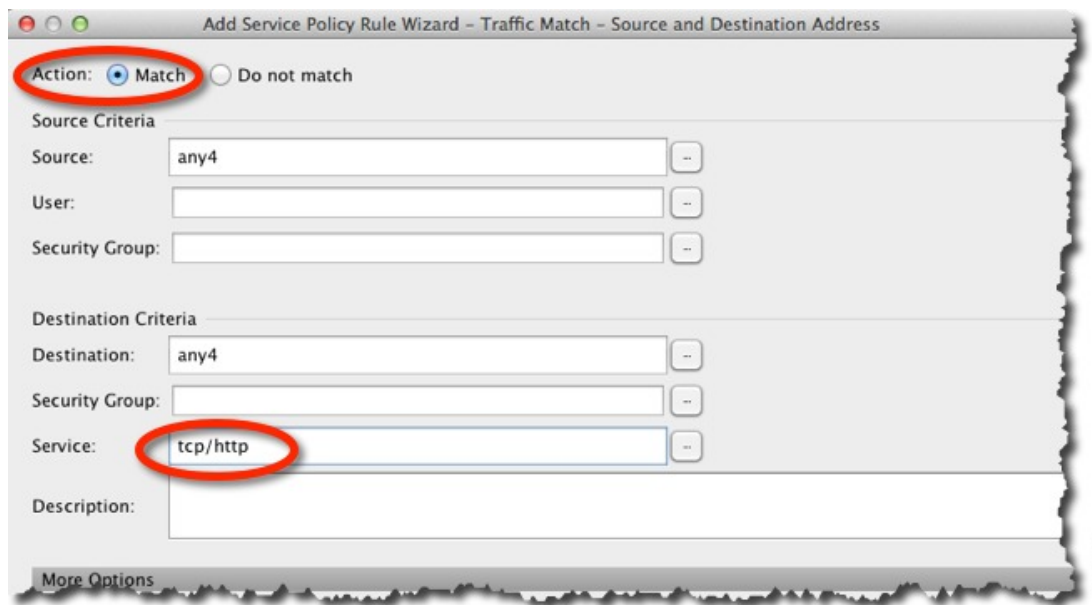 Add Service Policy Rule Wizard – Traffic Match – Source and Destination Address
Action: Match Do not match
Source Criteria
Source: any4 ...
User: ...
Security Group: ...
Destination Criteria
Destination: any4 ...
Security Group: ...
Service: tcp/http ...
Description:
More Options